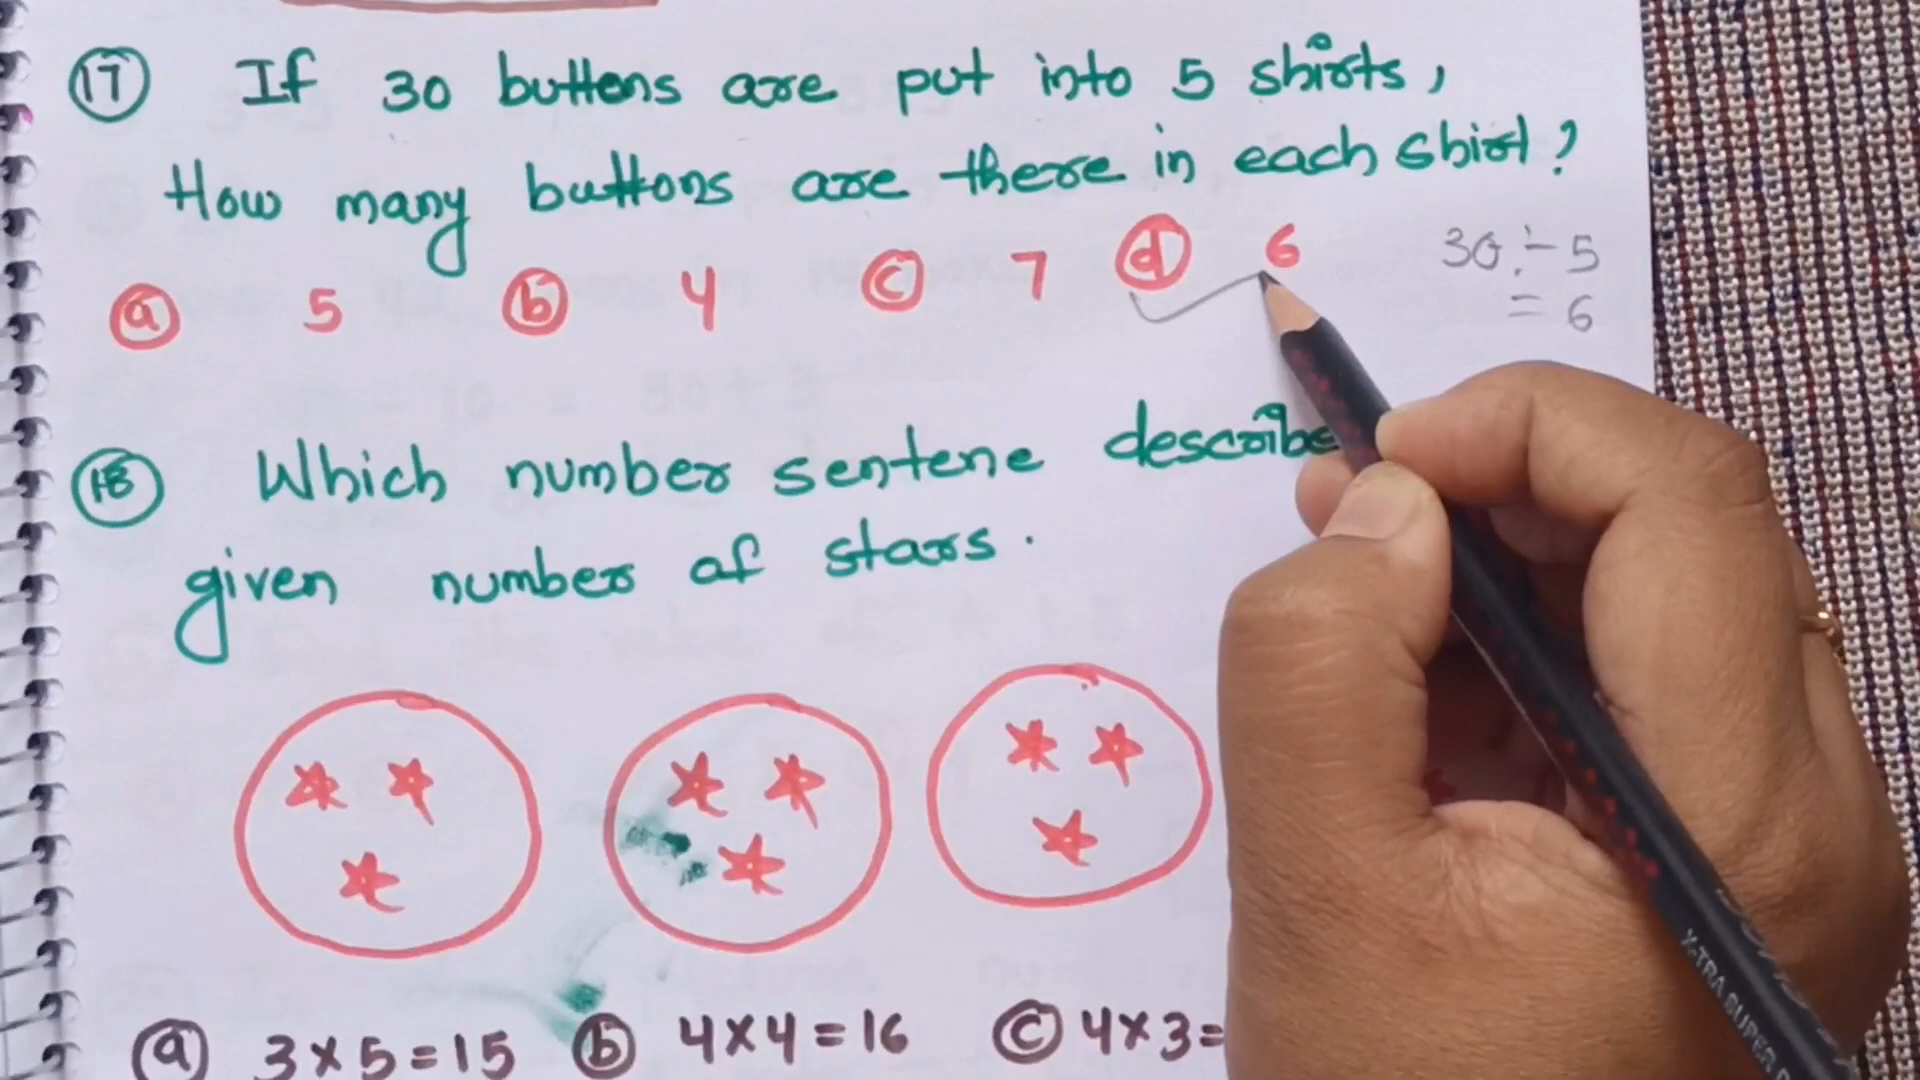 17 If 30 buttons are put into 5 shirts,
How many buttons are there in each shirt?
a 5 b 4 c 7 d 6
30 ÷ 5
= 6
18 Which number sentene describe
given number of stars.
a 3×5=15 b 4×4=16 c 4×3=
X-TRA SUPER